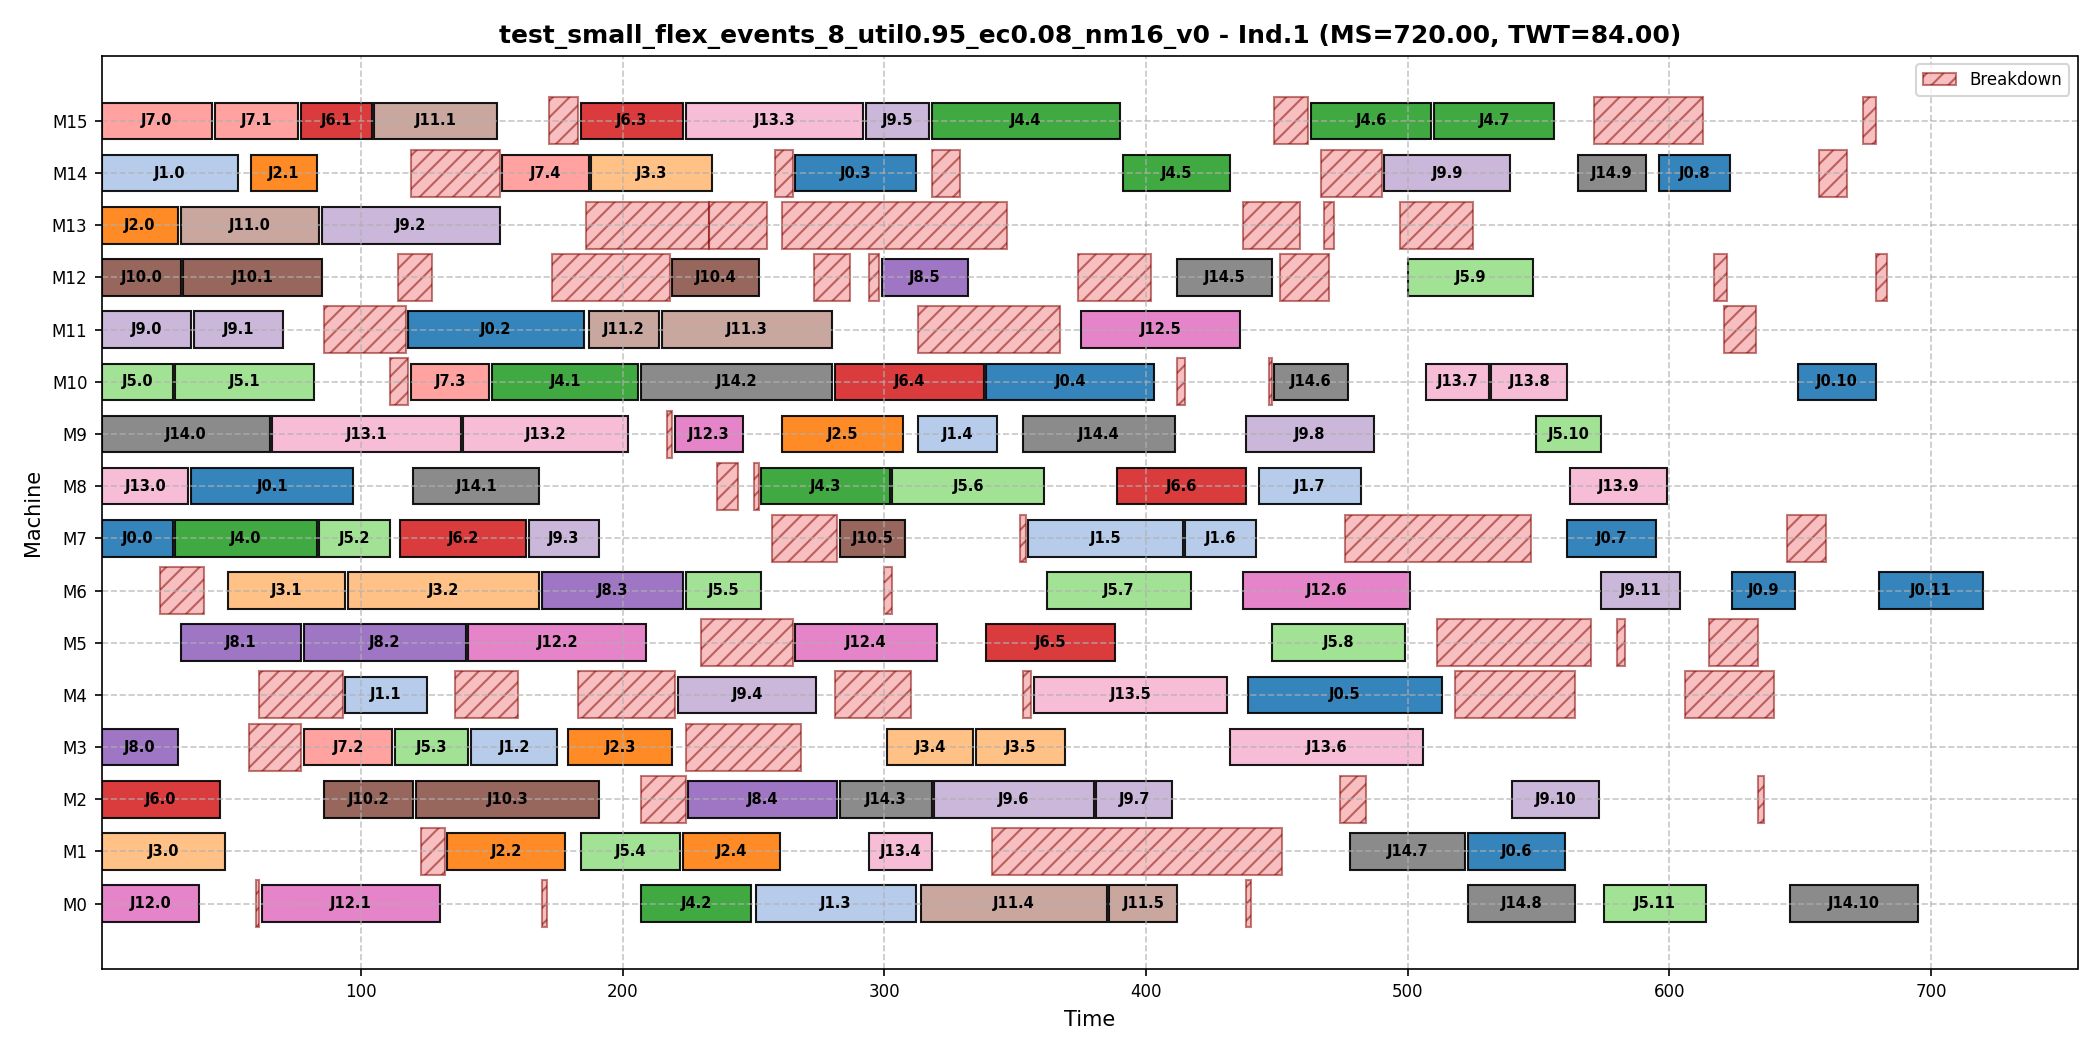 test_small_flex_events_8_util0.95_ec0.08_nm16_v0 - Ind.1 (MS=720.00, TWT=84.00)
Breakdown
M15 J7.0 J7.1 J6.1 J11.1 J6.3 J13.3 J9.5 J4.4 J4.6 J4.7
M14 J1.0 J2.1 J7.4 J3.3 J0.3 J4.5 J9.9 J14.9 J0.8
M13 J2.0 J11.0 J9.2
M12 J10.0 J10.1 J10.4 J8.5 J14.5 J5.9
M11 J9.0 J9.1 J0.2 J11.2 J11.3 J12.5
M10 J5.0 J5.1 J7.3 J4.1 J14.2 J6.4 J0.4 J14.6 J13.7 J13.8 J0.10
M9 J14.0 J13.1 J13.2 J12.3 J2.5 J1.4 J14.4 J9.8 J5.10
M8 J13.0 J0.1 J14.1 J4.3 J5.6 J6.6 J1.7 J13.9
M7 J0.0 J4.0 J5.2 J6.2 J9.3 J10.5 J1.5 J1.6 J0.7
M6 J3.1 J3.2 J8.3 J5.5 J5.7 J12.6 J9.11 J0.9 J0.11
M5 J8.1 J8.2 J12.2 J12.4 J6.5 J5.8
M4 J1.1 J9.4 J13.5 J0.5
M3 J8.0 J7.2 J5.3 J1.2 J2.3 J3.4 J3.5 J13.6
M2 J6.0 J10.2 J10.3 J8.4 J14.3 J9.6 J9.7 J9.10
M1 J3.0 J2.2 J5.4 J2.4 J13.4 J14.7 J0.6
M0 J12.0 J12.1 J4.2 J1.3 J11.4 J11.5 J14.8 J5.11 J14.10
Machine
100 200 300 400 500 600 700
Time